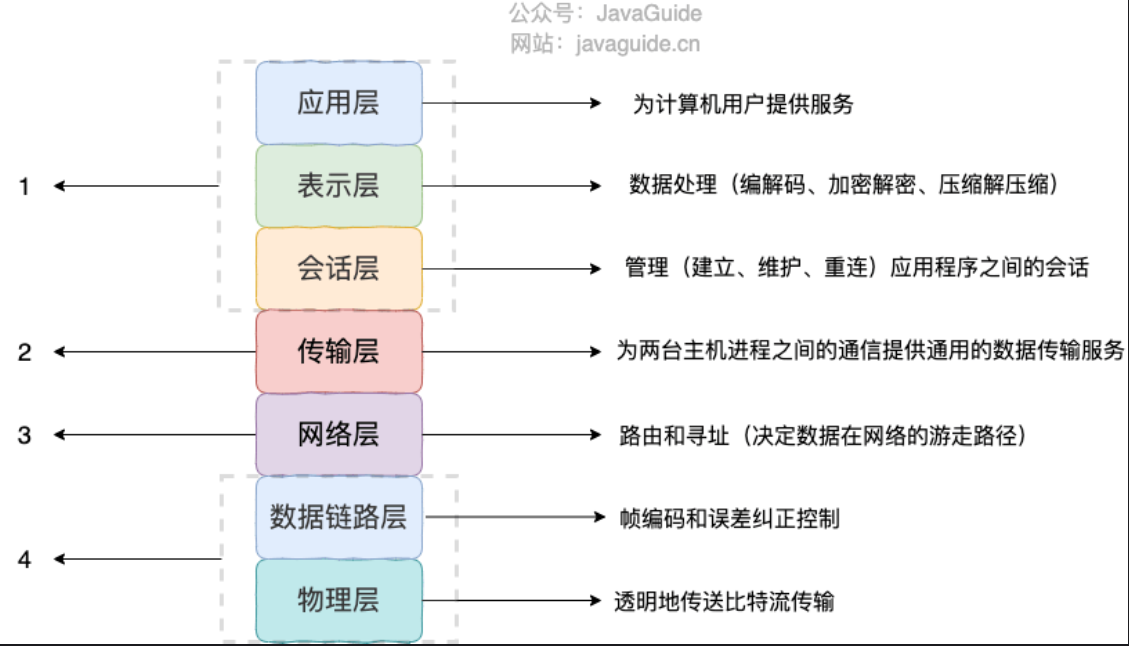 公众号：JavaGuide
网站：javaguide.cn
应用层
为计算机用户提供服务
1
表示层
数据处理（编解码、加密解密、压缩解压缩）
会话层
管理（建立、维护、重连）应用程序之间的会话
2
传输层
为两台主机进程之间的通信提供通用的数据传输服务
3
网络层
路由和寻址（决定数据在网络的游走路径）
数据链路层
帧编码和误差纠正控制
4
物理层
透明地传送比特流传输